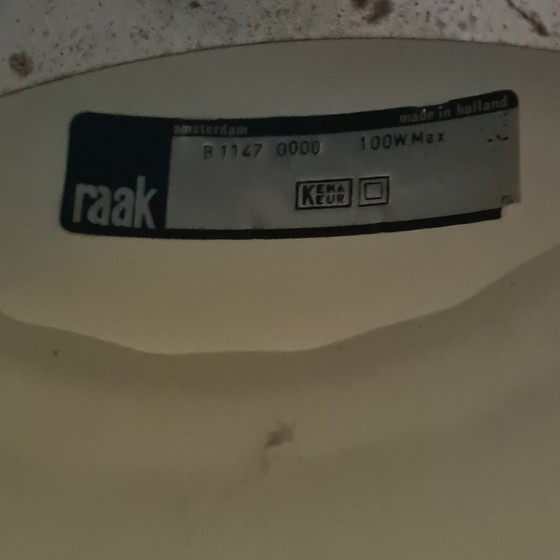 raak
amsterdam made in holland
B 1147 0000 100W Max
KEMA
KEUR